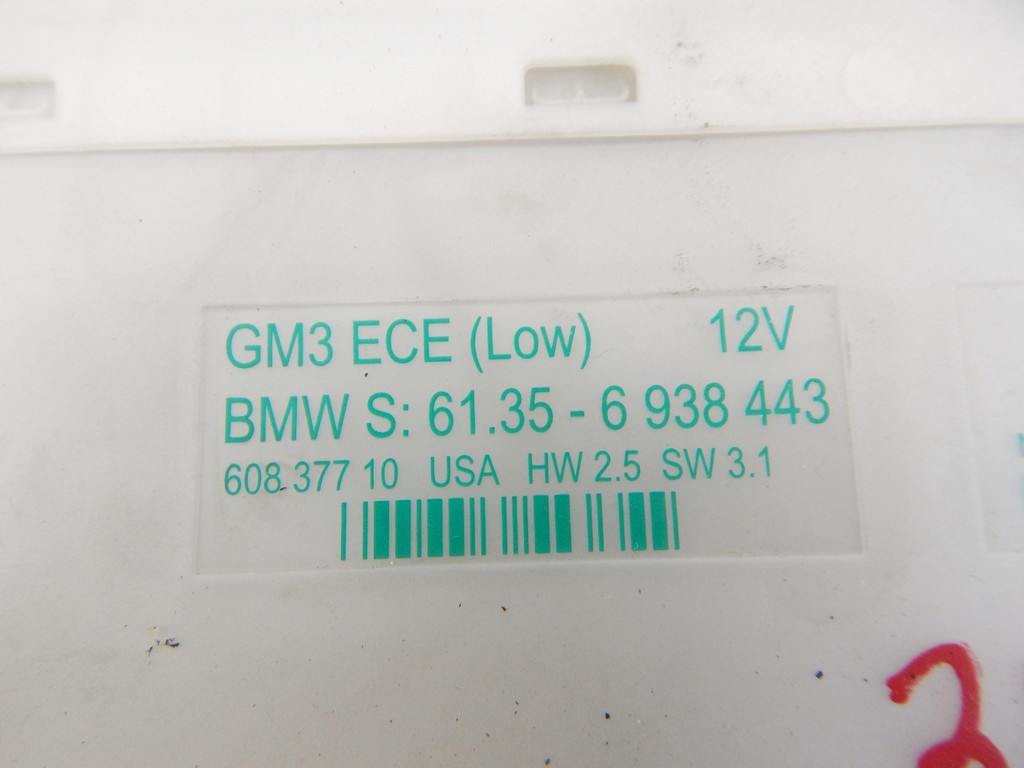 GM3 ECE (Low) 12V
BMW S: 61.35 - 6 938 443
608 377 10 USA HW 2.5 SW 3.1